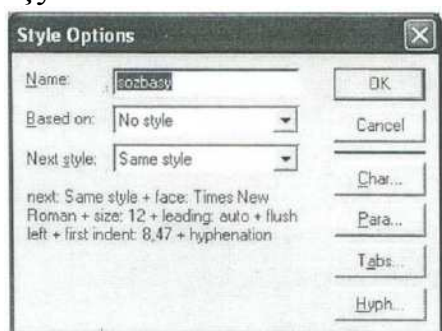 Style Options
Name: sozbasy
OK
Based on: No style
Cancel
Next style: Same style
Char...
next: Same style + face: Times New
Roman + size: 12 + leading: auto + flush
left + first indent: 8,47 + hyphenation
Para...
Tabs...
Hyph...